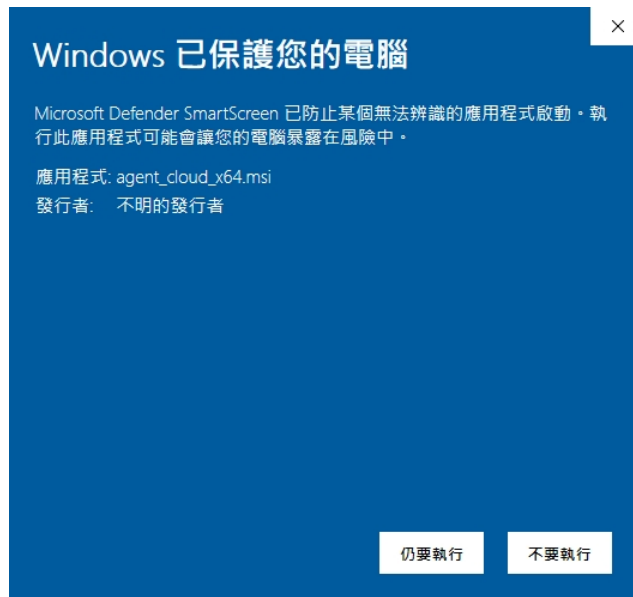 Windows 已保護您的電腦
Microsoft Defender SmartScreen 已防止某個無法辨識的應用程式啟動。執
行此應用程式可能會讓您的電腦暴露在風險中。
應用程式: agent_cloud_x64.msi
發行者: 不明的發行者
仍要執行
不要執行